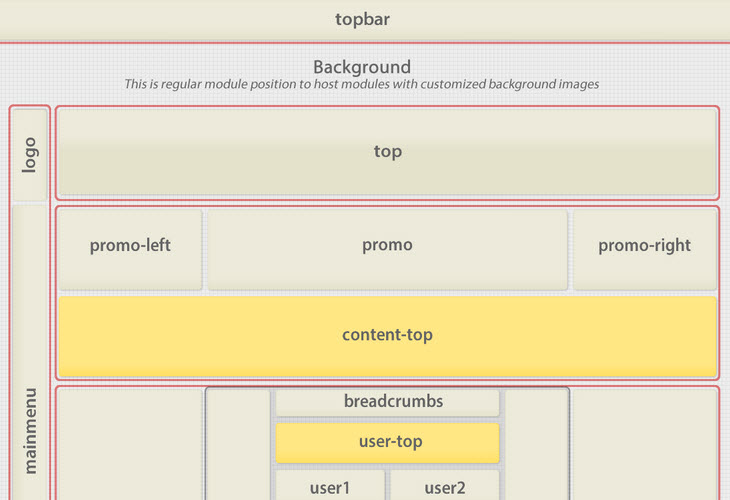 topbar
Background
This is regular module position to host modules with customized background images
logo
top
promo-left
promo
promo-right
content-top
mainmenu
breadcrumbs
user-top
user1
user2